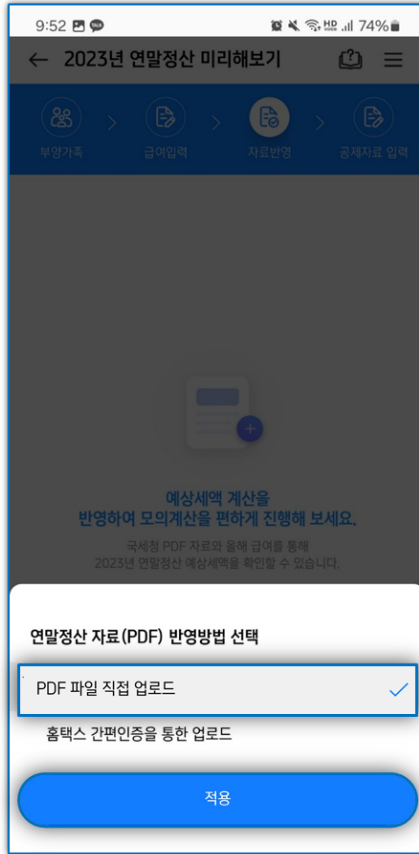 9:52 74%
← 2023년 연말정산 미리해보기
부양가족 > 급여입력 > 자료반영 > 공제자료 입력
예상세액 계산을
반영하여 모의계산을 편하게 진행해 보세요.
국세청 PDF 자료와 올해 급여를 통해
2023년 연말정산 예상세액을 확인할 수 있습니다.
연말정산 자료(PDF) 반영방법 선택
PDF 파일 직접 업로드
홈택스 간편인증을 통한 업로드
적용